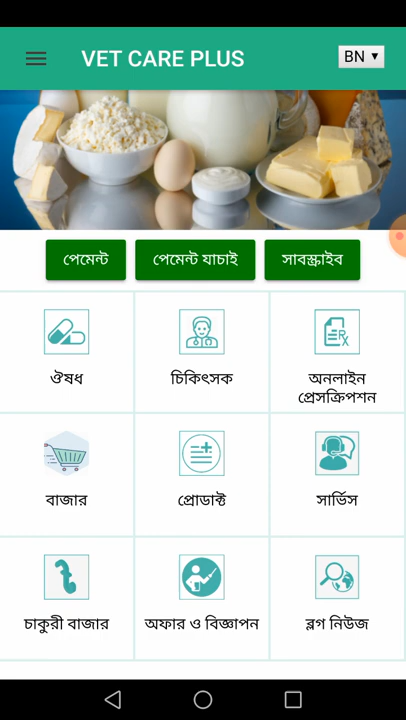 VET CARE PLUS
BN ▼
পেমেন্ট
পেমেন্ট যাচাই
সাবস্ক্রাইব
ঔষধ
চিকিৎসক
অনলাইন
প্রেসক্রিপশন
বাজার
প্রোডাক্ট
সার্ভিস
চাকুরী বাজার
অফার ও বিজ্ঞাপন
ব্লগ নিউজ